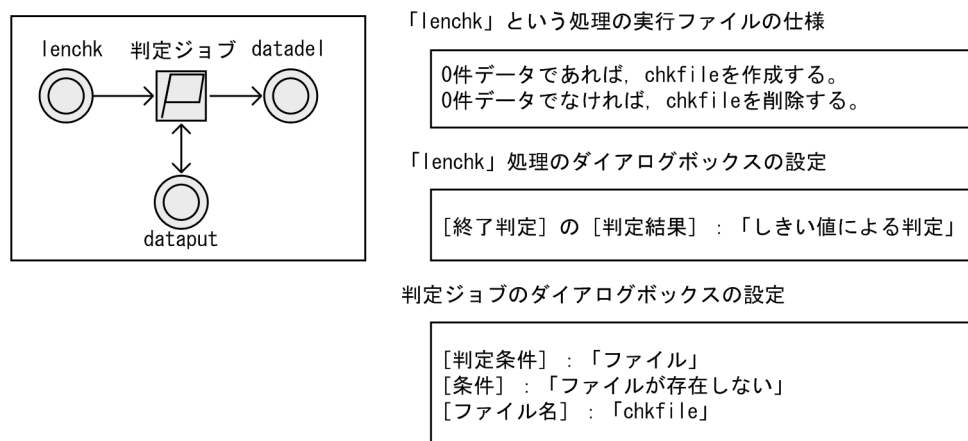 lenchk 判定ジョブ datadel
dataput
「lenchk」という処理の実行ファイルの仕様
0件データであれば，chkfileを作成する。
0件データでなければ，chkfileを削除する。
「lenchk」処理のダイアログボックスの設定
[終了判定] の [判定結果] ：「しきい値による判定」
判定ジョブのダイアログボックスの設定
[判定条件] ：「ファイル」
[条件] ：「ファイルが存在しない」
[ファイル名] ：「chkfile」